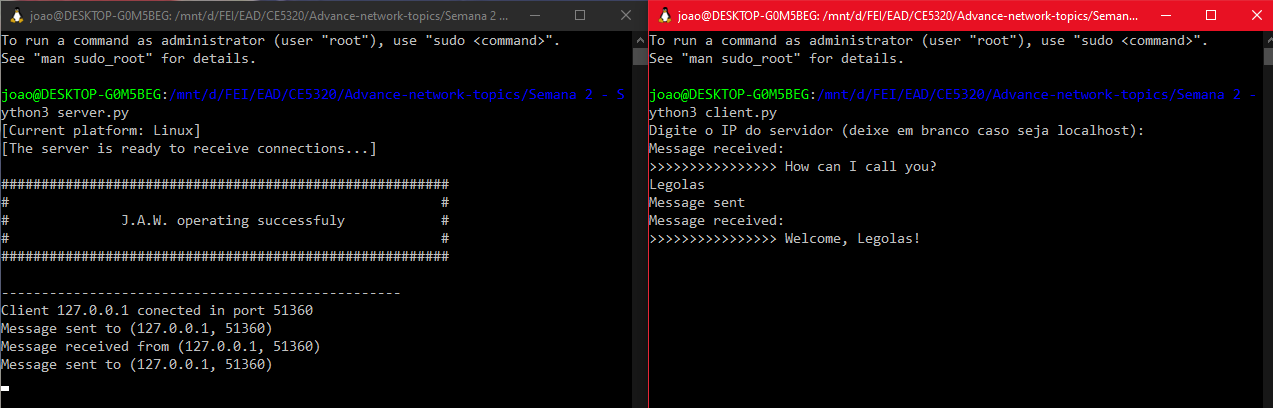 joao@DESKTOP-G0M5BEG: /mnt/d/FEI/EAD/CE5320/Advance-network-topics/Semana 2 ...
To run a command as administrator (user "root"), use "sudo <command>".
See "man sudo_root" for details.
joao@DESKTOP-G0M5BEG:/mnt/d/FEI/EAD/CE5320/Advance-network-topics/Semana 2 - S
ython3 server.py
[Current platform: Linux]
[The server is ready to receive connections...]
########################################################
#                                                      #
#              J.A.W. operating successfuly            #
#                                                      #
########################################################
--------------------------------------------------
Client 127.0.0.1 conected in port 51360
Message sent to (127.0.0.1, 51360)
Message received from (127.0.0.1, 51360)
Message sent to (127.0.0.1, 51360)
joao@DESKTOP-G0M5BEG: /mnt/d/FEI/EAD/CE5320/Advance-network-topics/Seman...
To run a command as administrator (user "root"), use "sudo <command>".
See "man sudo_root" for details.
joao@DESKTOP-G0M5BEG:/mnt/d/FEI/EAD/CE5320/Advance-network-topics/Semana 2 -
ython3 client.py
Digite o IP do servidor (deixe em branco caso seja localhost):
Message received:
>>>>>>>>>>>>>>>> How can I call you?
Legolas
Message sent
Message received:
>>>>>>>>>>>>>>>> Welcome, Legolas!